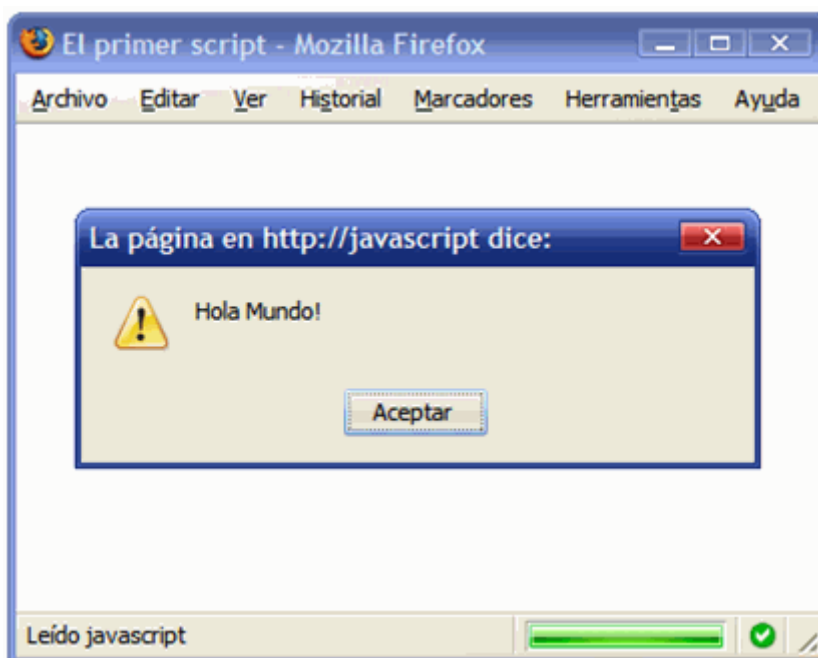 El primer script - Mozilla Firefox
Archivo Editar Ver Historial Marcadores Herramientas Ayuda
La página en http://javascript dice:
Hola Mundo!
Aceptar
Leído javascript